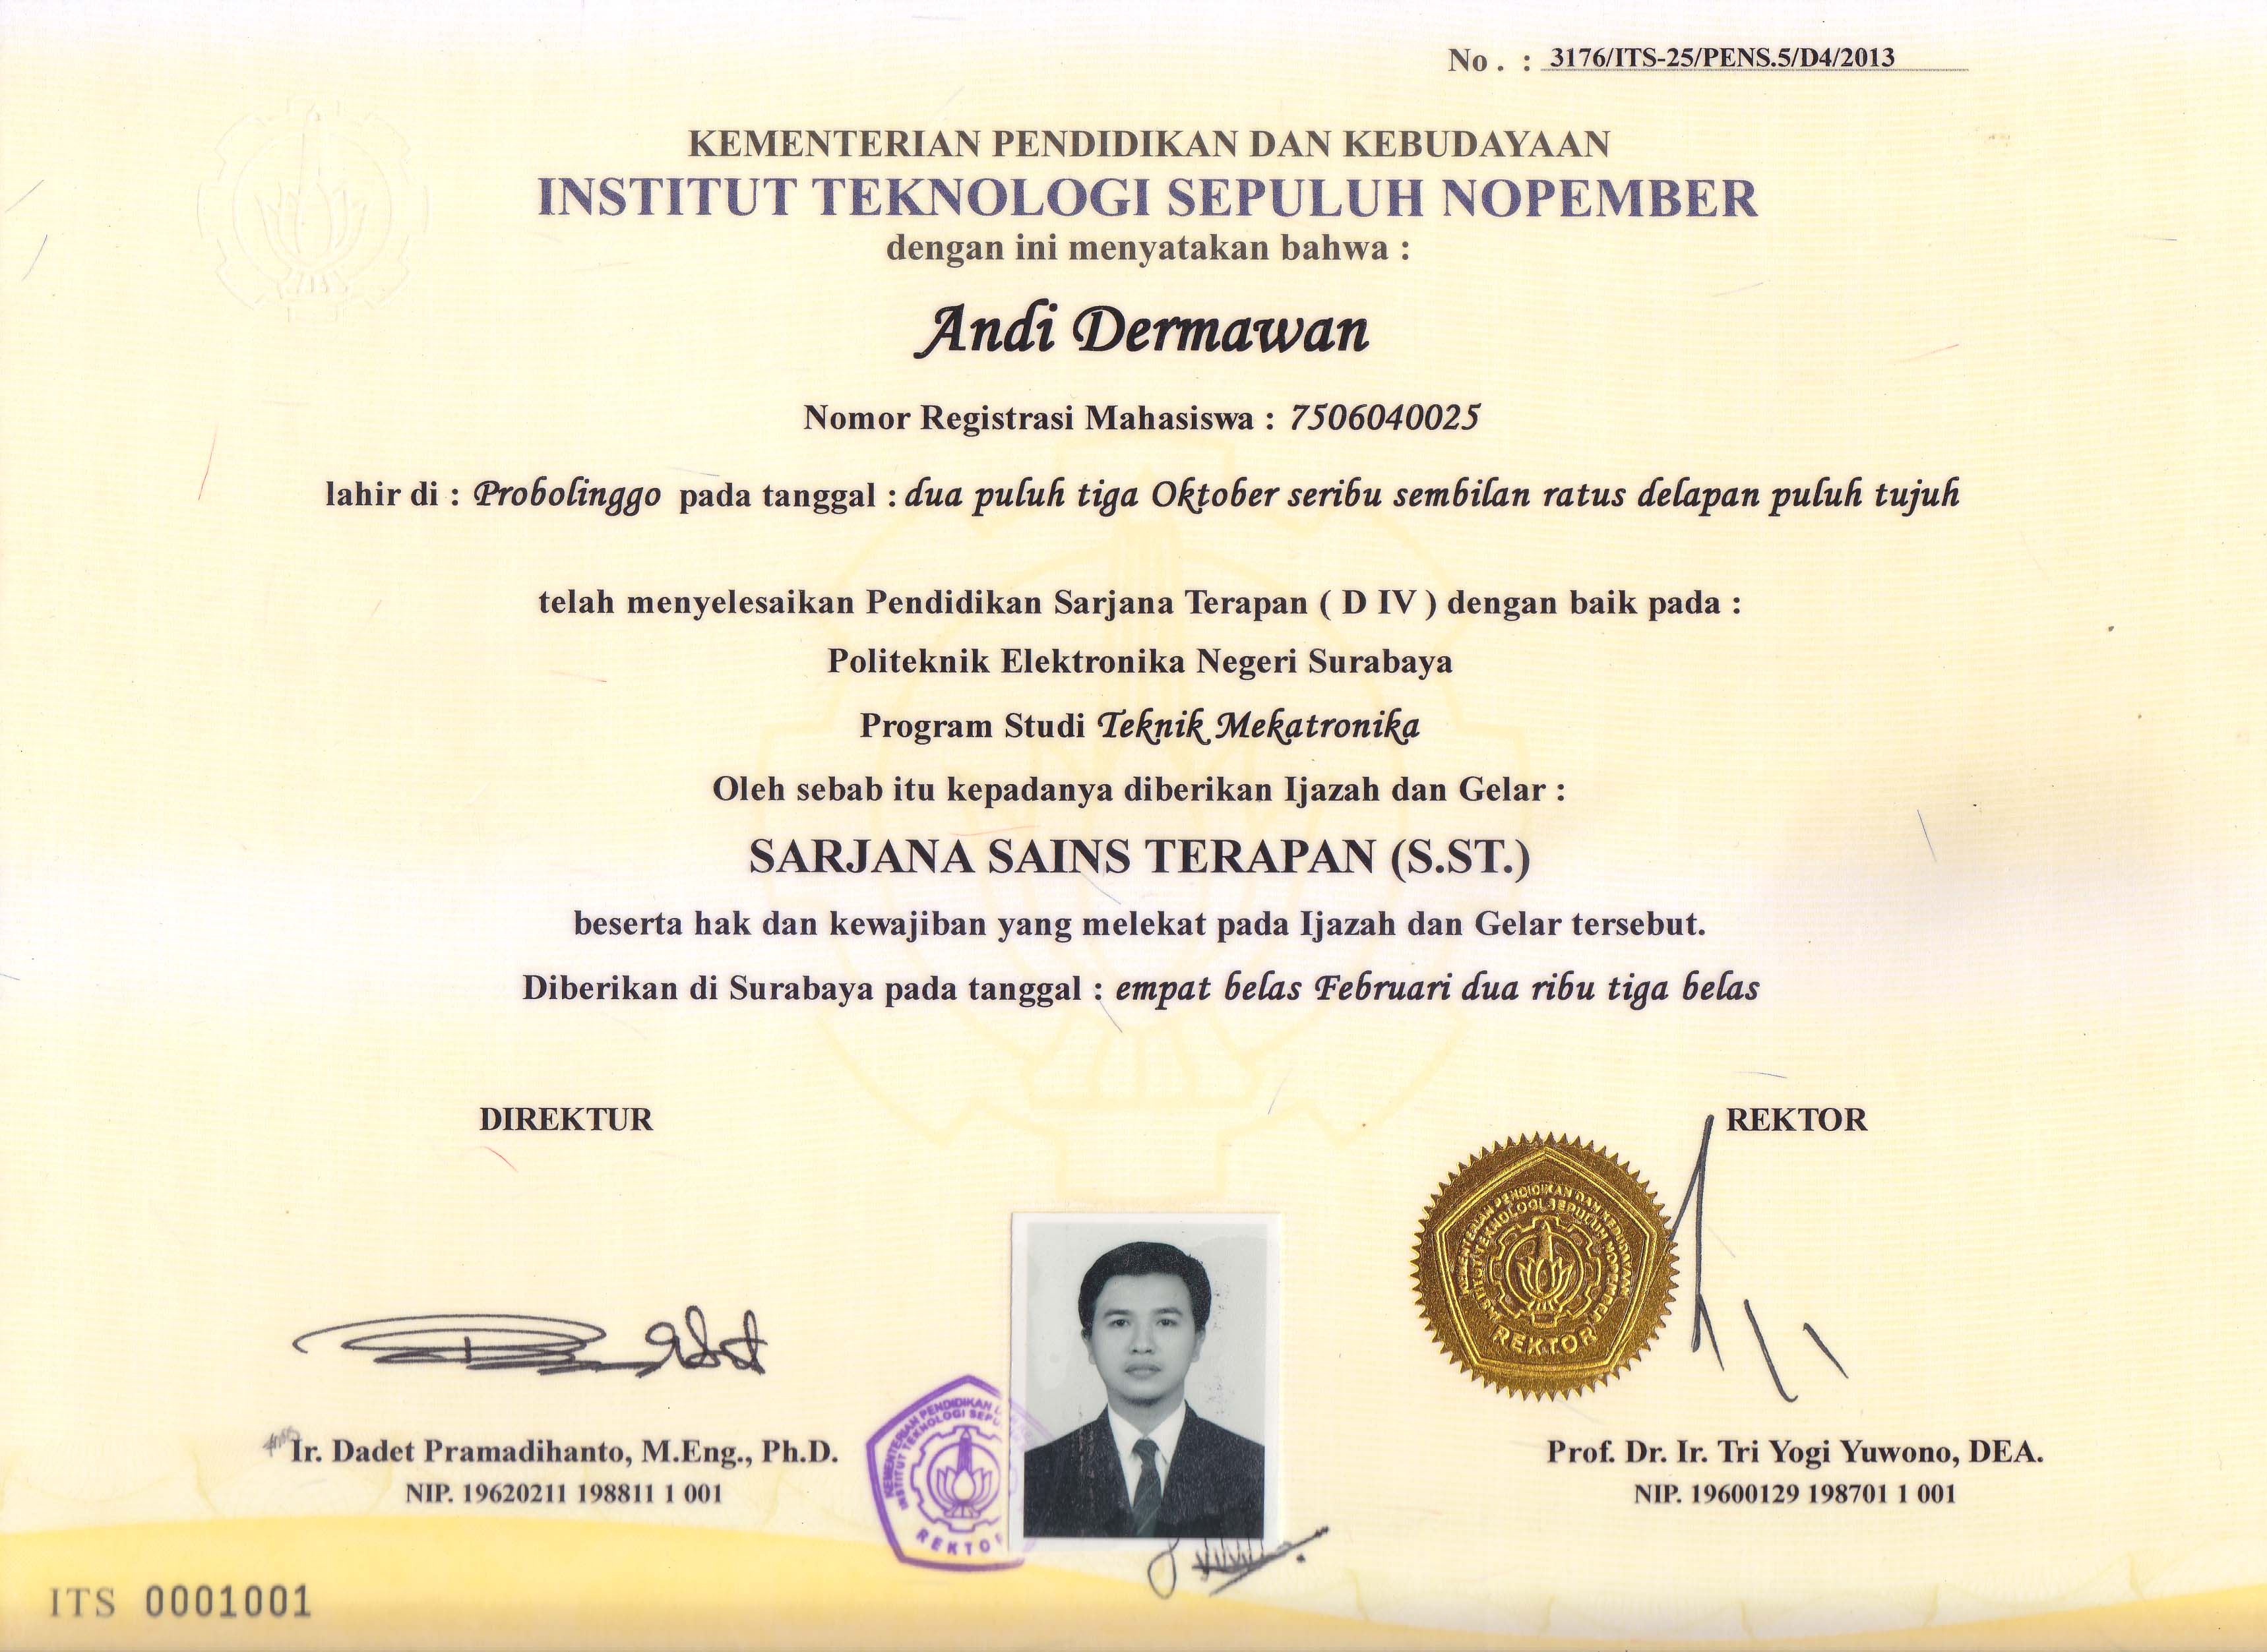 No. : 3176/ITS-25/PENS.5/D4/2013
KEMENTERIAN PENDIDIKAN DAN KEBUDAYAAN
INSTITUT TEKNOLOGI SEPULUH NOPEMBER
dengan ini menyatakan bahwa :
Andi Dermawan
Nomor Registrasi Mahasiswa : 7506040025
lahir di : Probolinggo pada tanggal : dua puluh tiga Oktober seribu sembilan ratus delapan puluh tujuh
telah menyelesaikan Pendidikan Sarjana Terapan ( D IV ) dengan baik pada :
Politeknik Elektronika Negeri Surabaya
Program Studi Teknik Mekatronika
Oleh sebab itu kepadanya diberikan Ijazah dan Gelar :
SARJANA SAINS TERAPAN (S.ST.)
beserta hak dan kewajiban yang melekat pada Ijazah dan Gelar tersebut.
Diberikan di Surabaya pada tanggal : empat belas Februari dua ribu tiga belas
DIREKTUR
REKTOR
KEMENTERIAN PENDIDIKAN DAN KEBUDAYAAN
INSTITUT TEKNOLOGI SEPULUH NOPEMBER
REKTOR
KEMENTERIAN PENDIDIKAN
INSTITUT TEKNOLOGI
REKTOR
Ir. Dadet Pramadihanto, M.Eng., Ph.D.
NIP. 19620211 198811 1 001
Prof. Dr. Ir. Tri Yogi Yuwono, DEA.
NIP. 19600129 198701 1 001
ITS 0001001